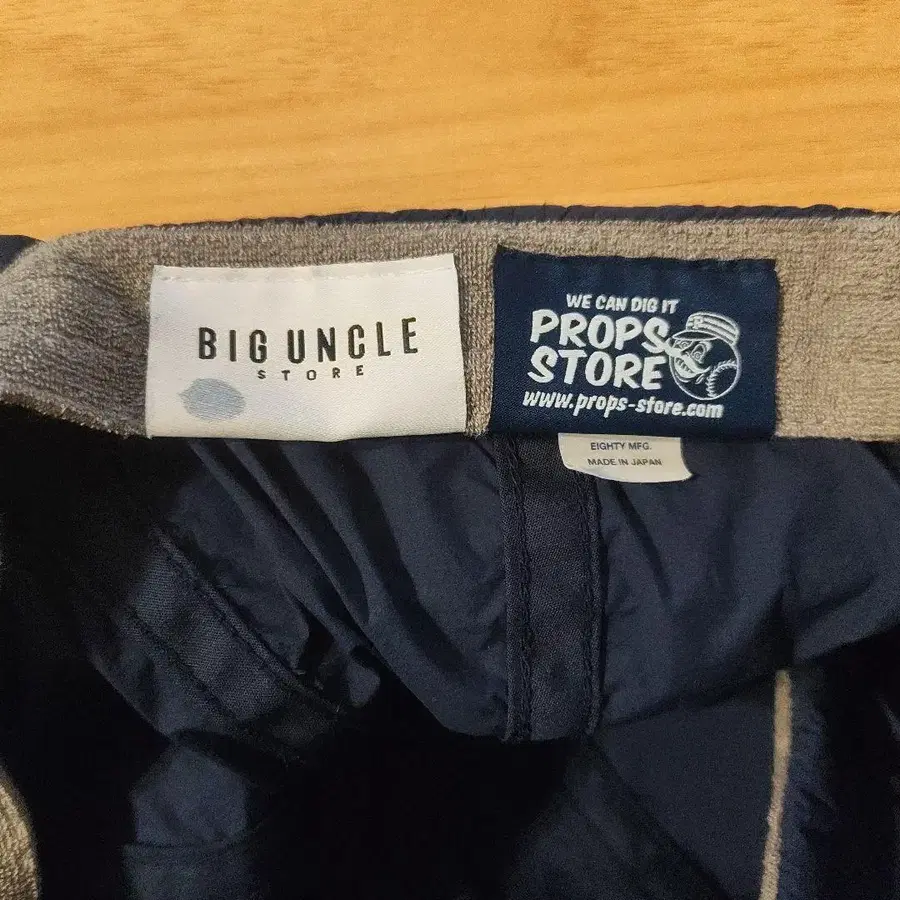 BIG UNCLE
STORE
WE CAN DIG IT
PROPS
STORE
www.props-store.com
EIGHTY MFG.
MADE IN JAPAN